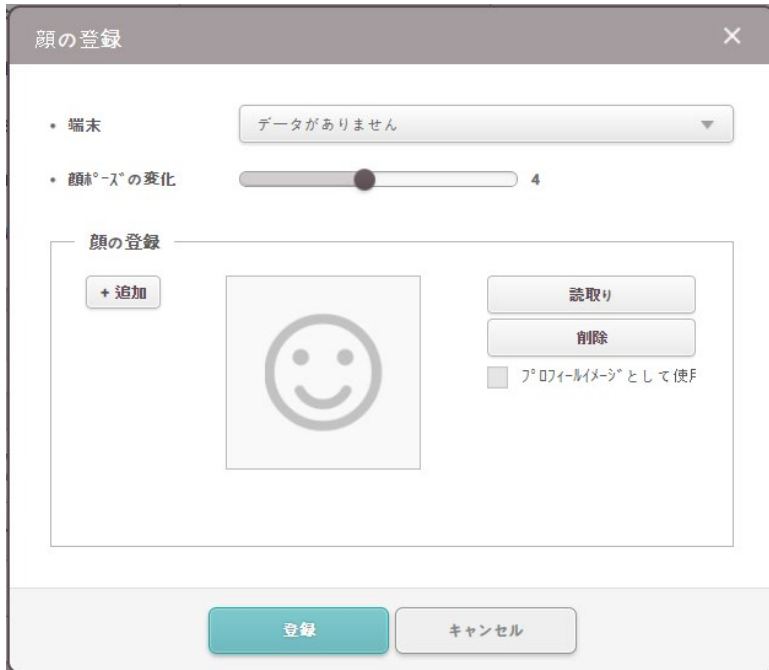 顔の登録
• 端末
データがありません
• 顔ﾎﾟｰｽﾞの変化
4
顔の登録
+ 追加
読取り
削除
ﾌﾟﾛﾌｨｰﾙｲﾒｰｼﾞとして使用
登録
キャンセル